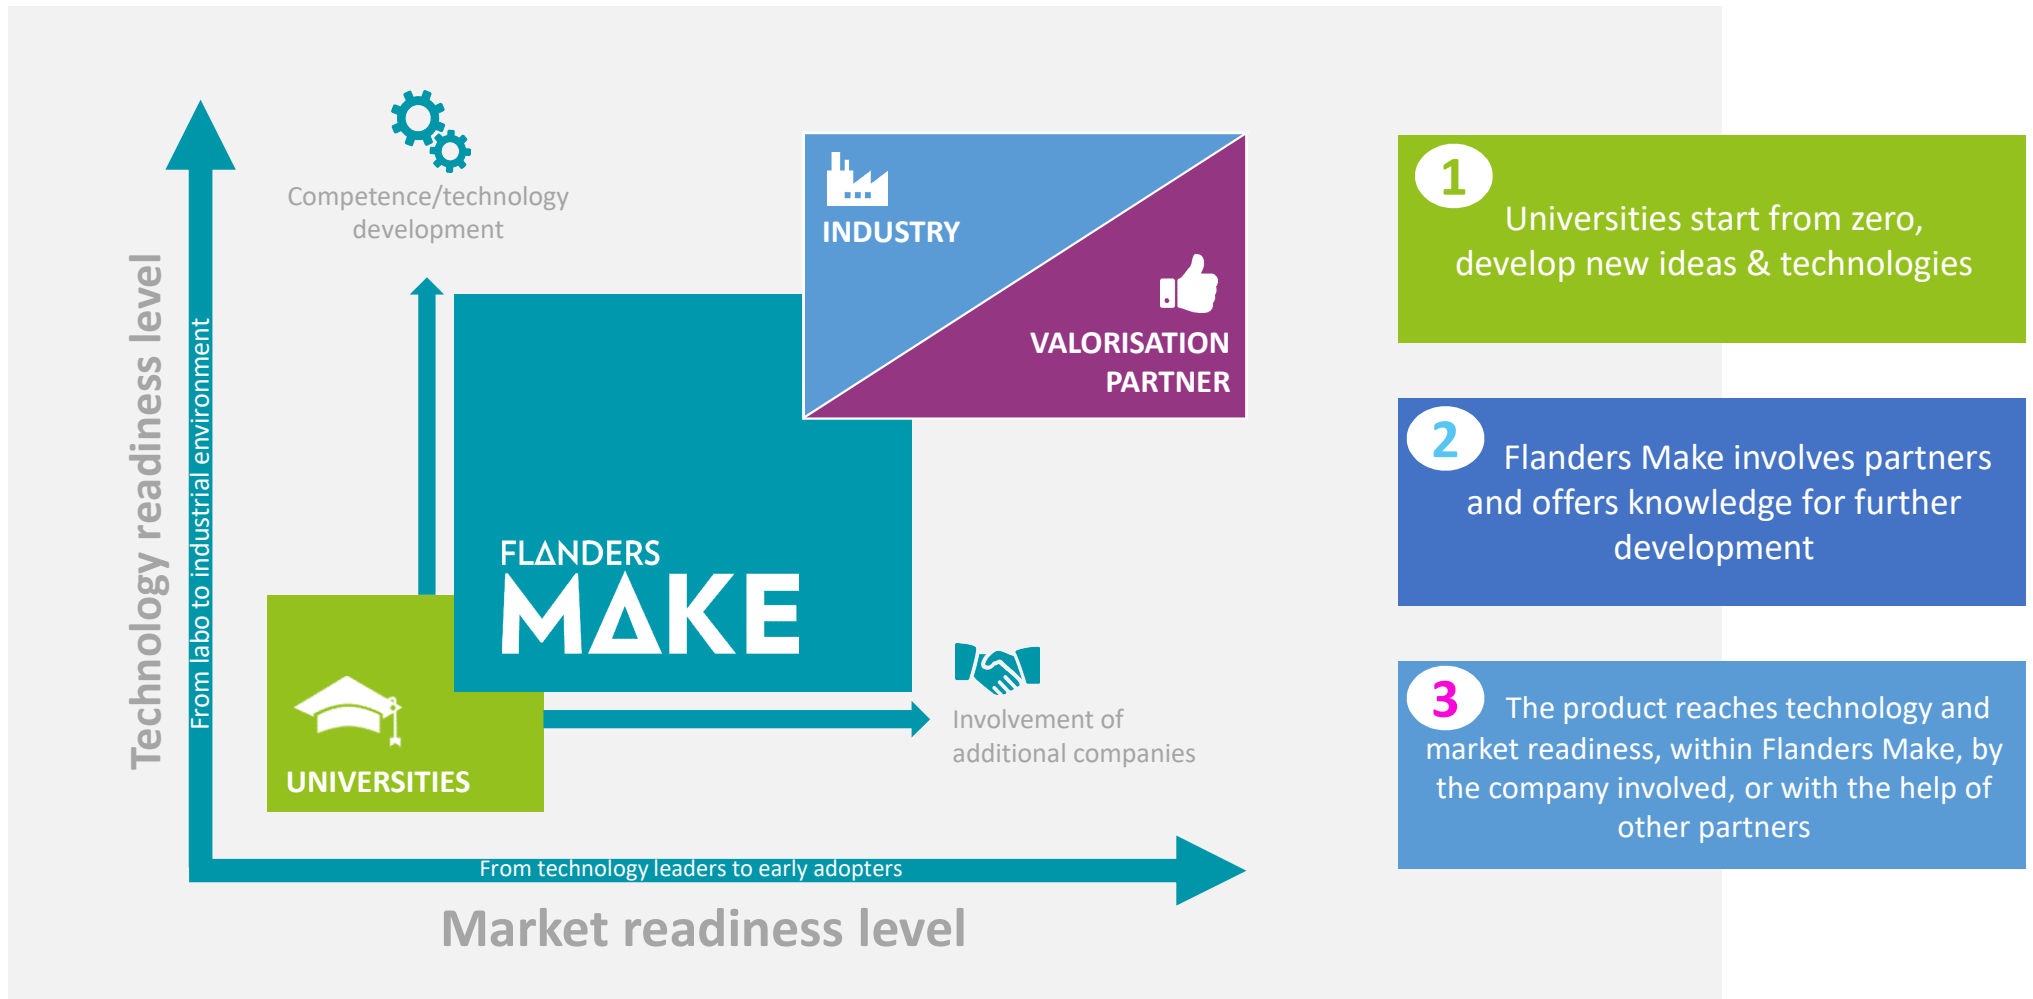 Technology readiness level
From labo to industrial environment
Competence/technology
development
INDUSTRY
VALORISATION
PARTNER
FLANDERS
MAKE
UNIVERSITIES
Involvement of
additional companies
From technology leaders to early adopters
Market readiness level
1
Universities start from zero,
develop new ideas & technologies
2
Flanders Make involves partners
and offers knowledge for further
development
3
The product reaches technology and
market readiness, within Flanders Make, by
the company involved, or with the help of
other partners